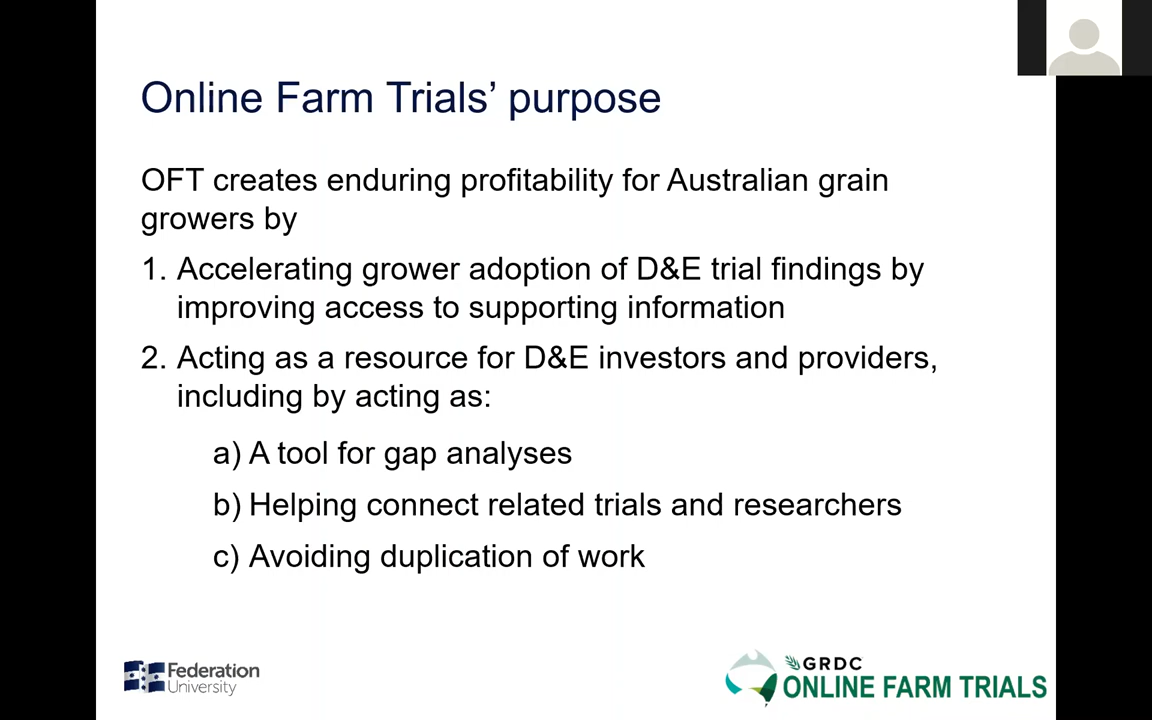 Online Farm Trials’ purpose
OFT creates enduring profitability for Australian grain
growers by
1. Accelerating grower adoption of D&E trial findings by
improving access to supporting information
2. Acting as a resource for D&E investors and providers,
including by acting as:
a) A tool for gap analyses
b) Helping connect related trials and researchers
c) Avoiding duplication of work
Federation
University
GRDC
ONLINE FARM TRIALS